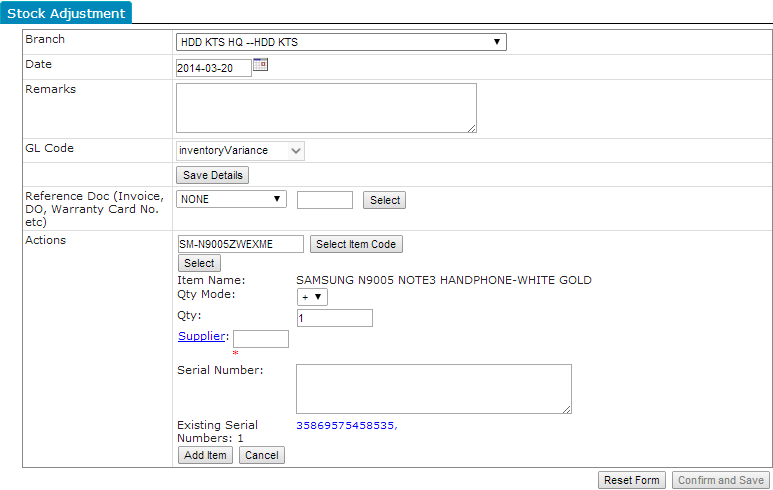 Stock Adjustment
Branch HDD KTS HQ --HDD KTS
Date 2014-03-20
Remarks
GL Code inventoryVariance
Save Details
Reference Doc (Invoice, NONE Select
DO, Warranty Card No.
etc)
Actions SM-N9005ZWEXME Select Item Code
Select
Item Name: SAMSUNG N9005 NOTE3 HANDPHONE-WHITE GOLD
Qty Mode: +
Qty: 1
Supplier:
*
Serial Number:
Existing Serial 35869575458535,
Numbers: 1
Add Item Cancel
Reset Form Confirm and Save